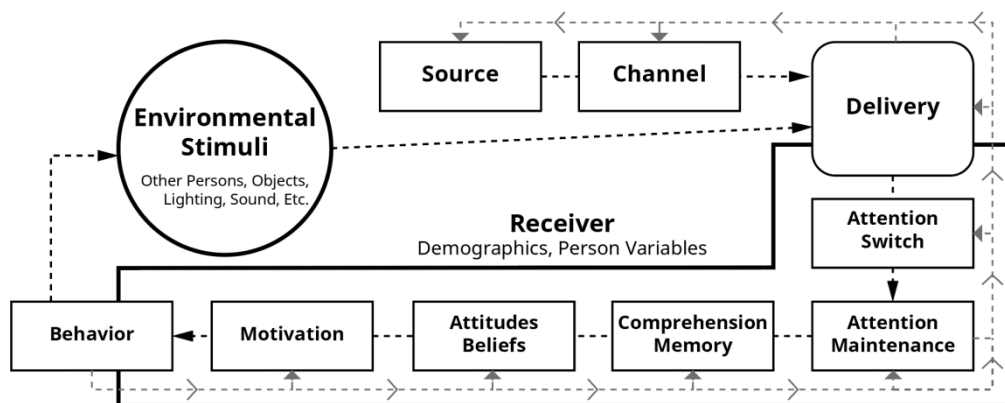 Source
Channel
Delivery
Environmental
Stimuli
Other Persons, Objects,
Lighting, Sound, Etc.
Receiver
Demographics, Person Variables
Attention
Switch
Behavior
Motivation
Attitudes
Beliefs
Comprehension
Memory
Attention
Maintenance